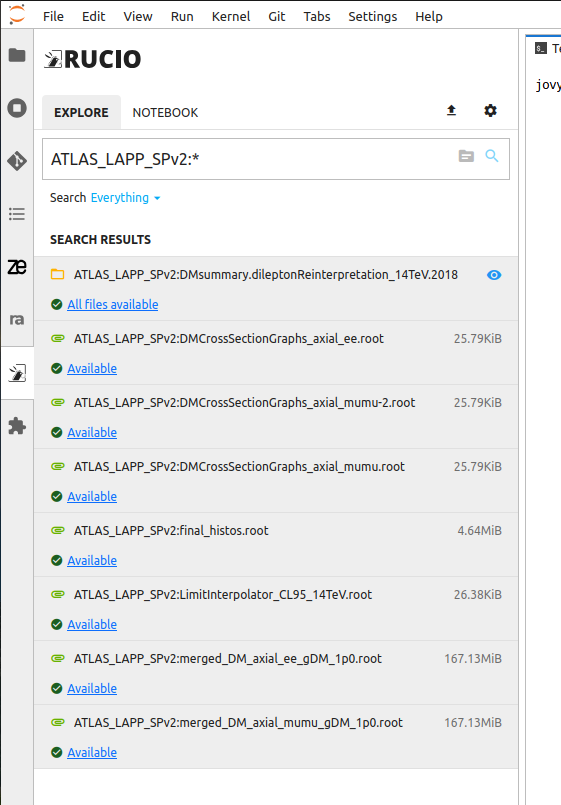 File Edit View Run Kernel Git Tabs Settings Help
RUCIO
EXPLORE NOTEBOOK
ATLAS_LAPP_SPv2:*
Search Everything
SEARCH RESULTS
ATLAS_LAPP_SPv2:DMsummary.dileptonReinterpretation_14TeV.2018
All files available
ATLAS_LAPP_SPv2:DMCrossSectionGraphs_axial_ee.root 25.79KiB
Available
ATLAS_LAPP_SPv2:DMCrossSectionGraphs_axial_mumu-2.root 25.79KiB
Available
ATLAS_LAPP_SPv2:DMCrossSectionGraphs_axial_mumu.root 25.79KiB
Available
ATLAS_LAPP_SPv2:final_histos.root 4.64MiB
Available
ATLAS_LAPP_SPv2:LimitInterpolator_CL95_14TeV.root 26.38KiB
Available
ATLAS_LAPP_SPv2:merged_DM_axial_ee_gDM_1p0.root 167.13MiB
Available
ATLAS_LAPP_SPv2:merged_DM_axial_mumu_gDM_1p0.root 167.13MiB
Available
ze
ra
$_ Te
jovy